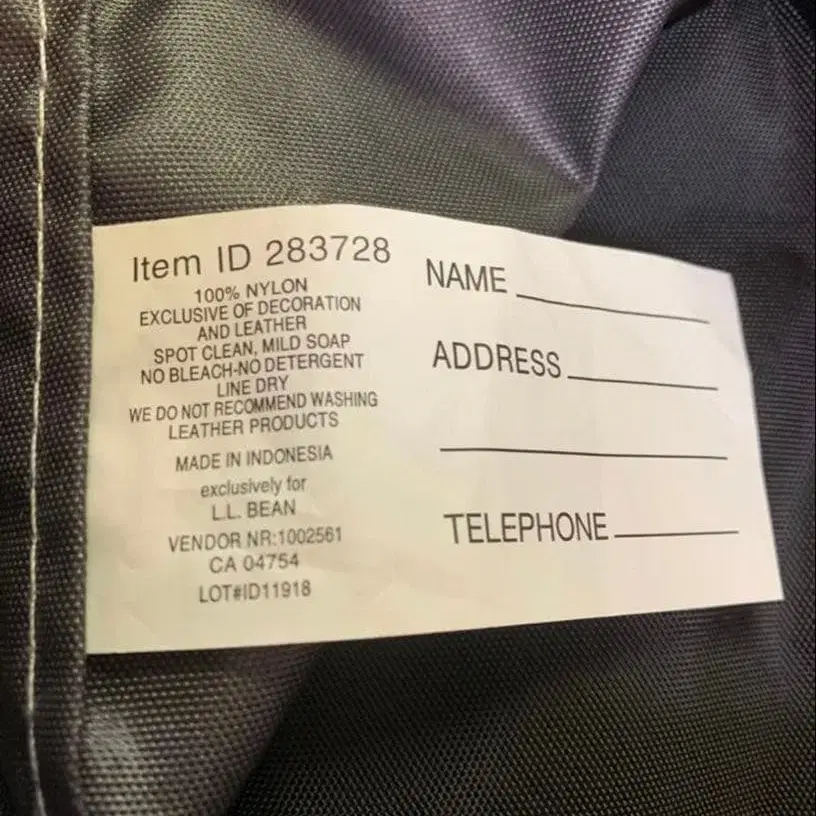 Item ID 283728
100% NYLON
EXCLUSIVE OF DECORATION
AND LEATHER
SPOT CLEAN, MILD SOAP
NO BLEACH-NO DETERGENT
LINE DRY
WE DO NOT RECOMMEND WASHING
LEATHER PRODUCTS
MADE IN INDONESIA
exclusively for
L.L. BEAN
VENDOR NR:1002561
CA 04754
LOT#ID11918
NAME
ADDRESS
TELEPHONE